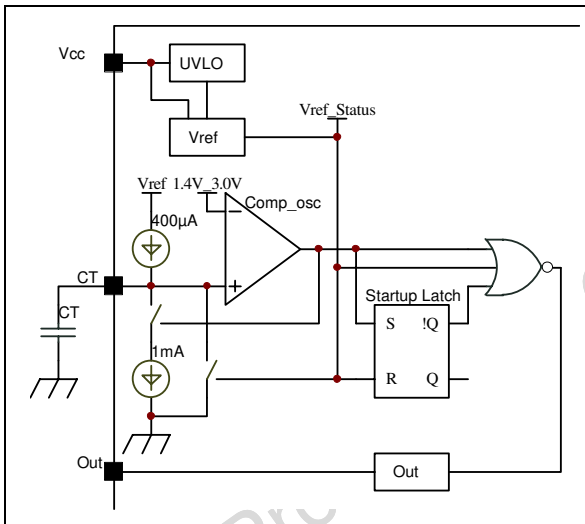 Vcc
UVLO
Vref_Status
Vref
Vref 1.4V_3.0V
Comp_osc
400µA
CT
CT
Startup Latch
S !Q
1mA
R Q
Out
Out